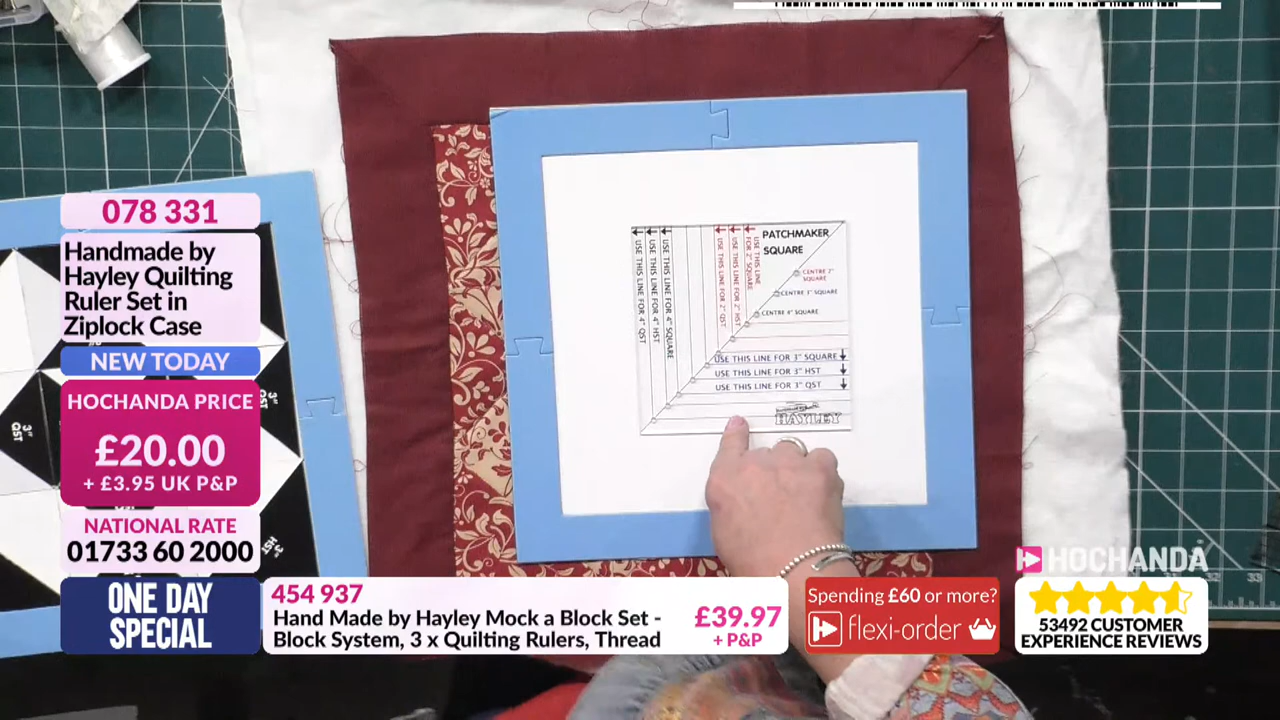 078 331
Handmade by
Hayley Quilting
Ruler Set in
Ziplock Case
NEW TODAY
HOCHANDA PRICE
£20.00
+ £3.95 UK P&P
NATIONAL RATE
01733 60 2000
ONE DAY
SPECIAL
454 937
Hand Made by Hayley Mock a Block Set -
Block System, 3 x Quilting Rulers, Thread
£39.97
+ P&P
Spending £60 or more?
flexi-order
HOCHANDA
53492 CUSTOMER
EXPERIENCE REVIEWS
PATCHMAKER
SQUARE
CENTRE 2"
SQUARE
CENTRE 3" SQUARE
CENTRE 4" SQUARE
USE THIS LINE FOR 4" QST
USE THIS LINE FOR 4" HST
USE THIS LINE FOR 4" SQUARE
USE THIS LINE FOR 2" QST
USE THIS LINE FOR 2" HST
USE THIS LINE
FOR 2" SQUARE
USE THIS LINE FOR 3" SQUARE
USE THIS LINE FOR 3" HST
USE THIS LINE FOR 3" QST
HAYLEY
3"
QST
3"
QST
3"
HST